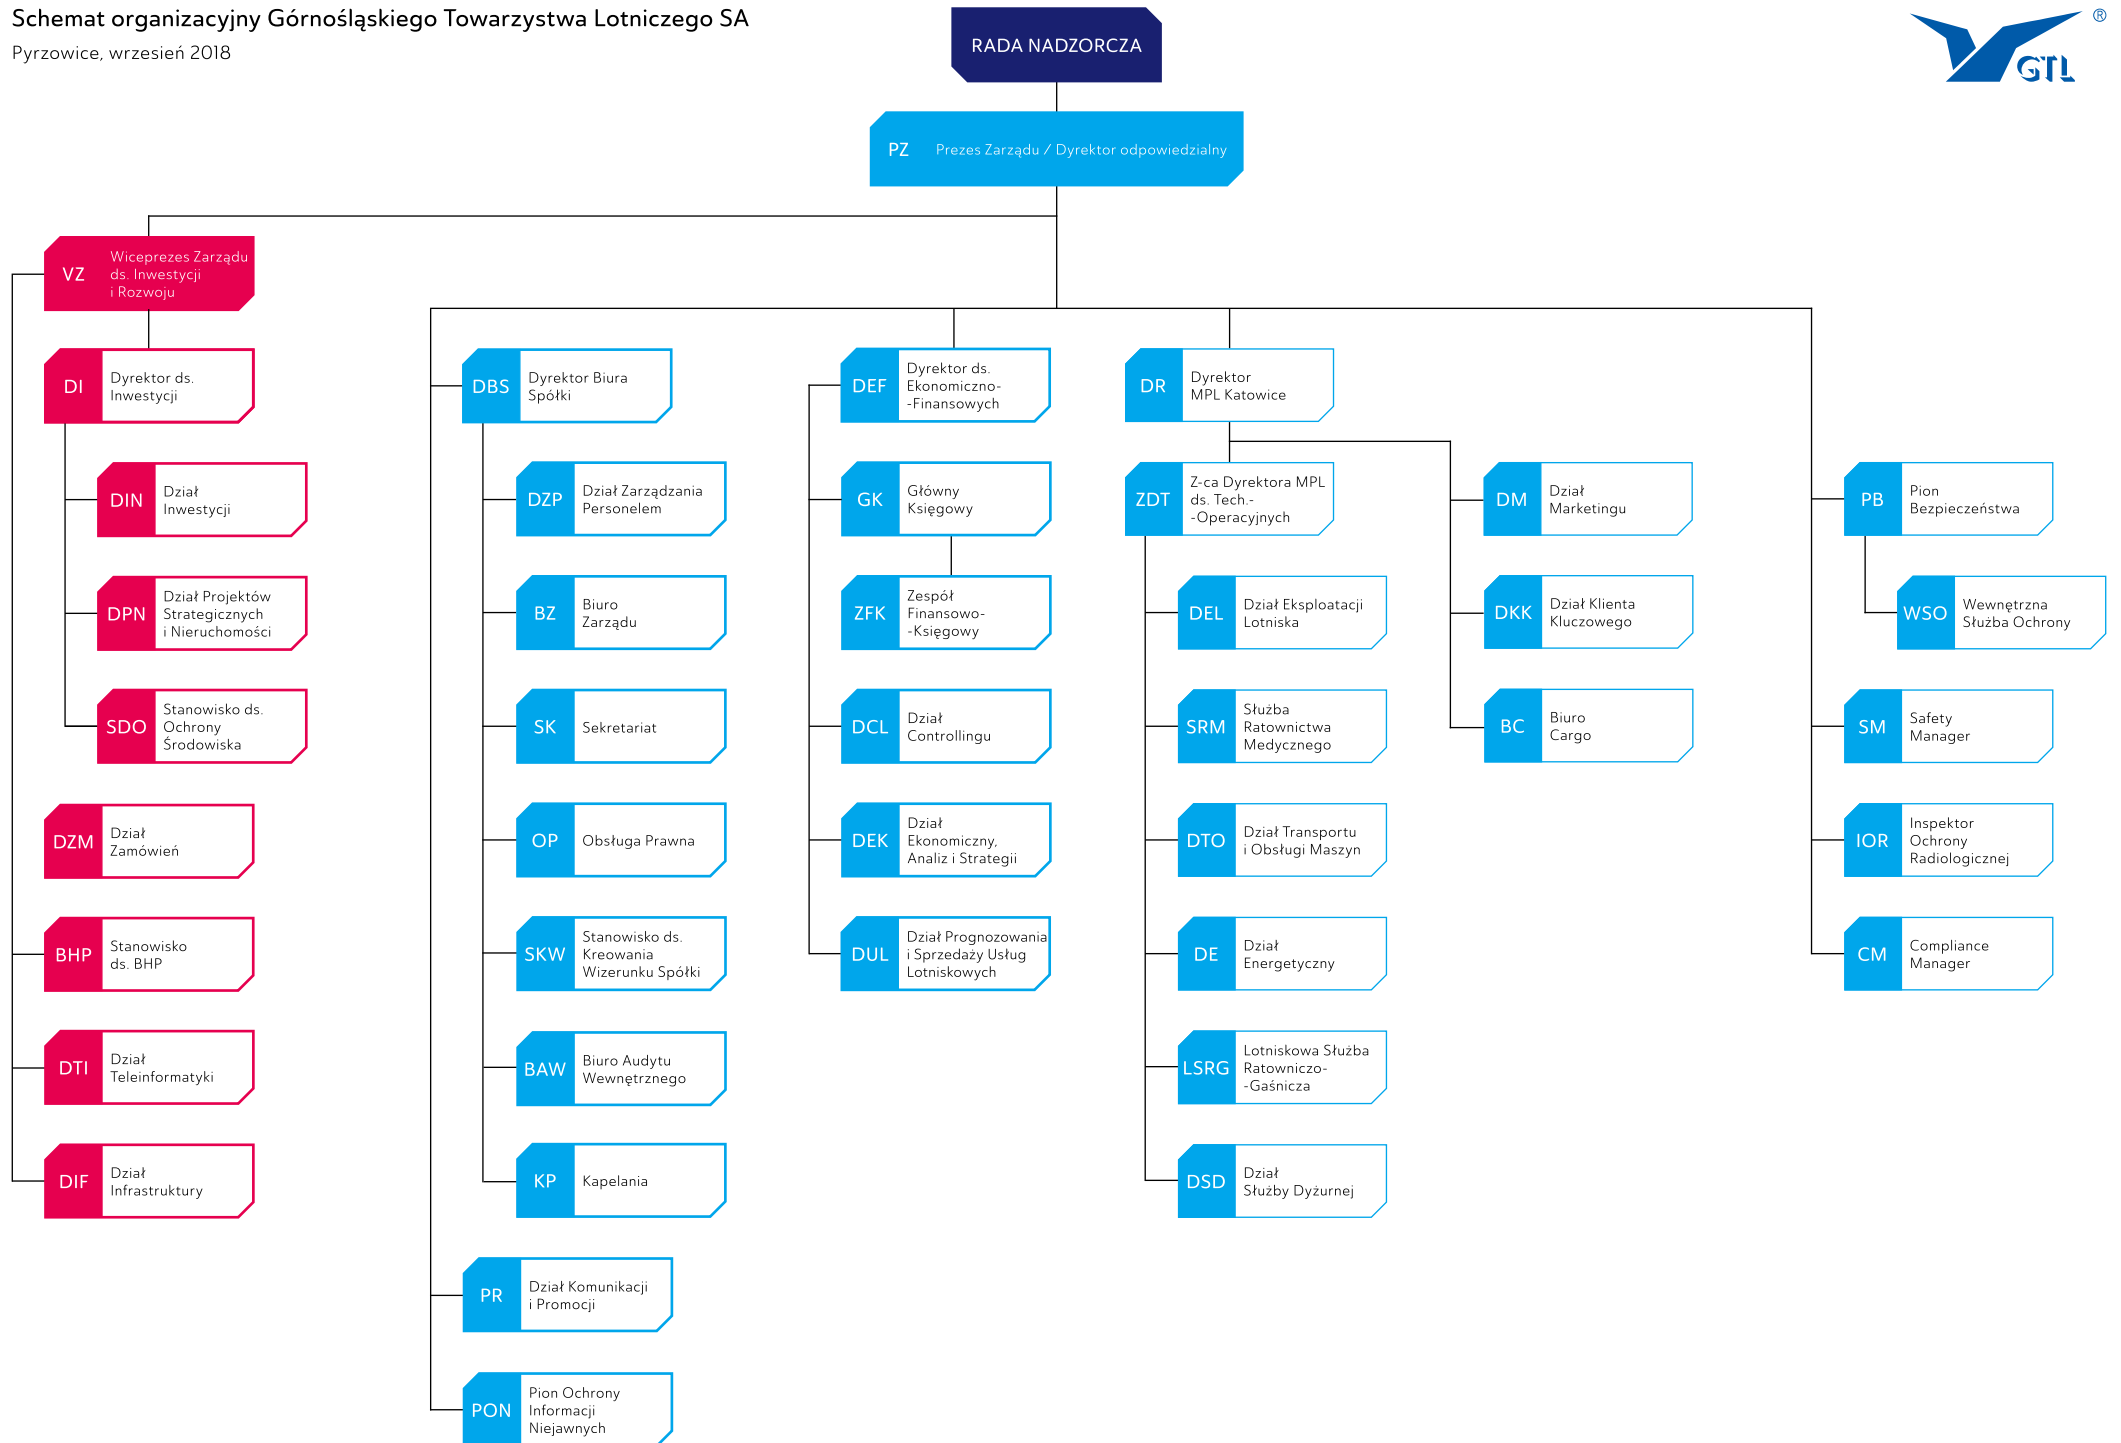 Schemat organizacyjny Górnośląskiego Towarzystwa Lotniczego SA
Pyrzowice, wrzesień 2018
RADA NADZORCZA
GTL
®
PZ
Prezes Zarządu / Dyrektor odpowiedzialny
VZ
Wiceprezes Zarządu
ds. Inwestycji
i Rozwoju
DI
Dyrektor ds.
Inwestycji
DIN
Dział
Inwestycji
DPN
Dział Projektów
Strategicznych
i Nieruchomości
SDO
Stanowisko ds.
Ochrony
Środowiska
DZM
Dział
Zamówień
BHP
Stanowisko
ds. BHP
DTI
Dział
Teleinformatyki
DIF
Dział
Infrastruktury
DBS
Dyrektor Biura
Spółki
DZP
Dział Zarządzania
Personelem
BZ
Biuro
Zarządu
SK
Sekretariat
OP
Obsługa Prawna
SKW
Stanowisko ds.
Kreowania
Wizerunku Spółki
BAW
Biuro Audytu
Wewnętrznego
KP
Kapelania
PR
Dział Komunikacji
i Promocji
PON
Pion Ochrony
Informacji
Niejawnych
DEF
Dyrektor ds.
Ekonomiczno-
-Finansowych
GK
Główny
Księgowy
ZFK
Zespół
Finansowo-
-Księgowy
DCL
Dział
Controllingu
DEK
Dział
Ekonomiczny,
Analiz i Strategii
DUL
Dział Prognozowania
i Sprzedaży Usług
Lotniskowych
DR
Dyrektor
MPL Katowice
ZDT
Z-ca Dyrektora MPL
ds. Tech.-
-Operacyjnych
DEL
Dział Eksploatacji
Lotniska
SRM
Służba
Ratownictwa
Medycznego
DTO
Dział Transportu
i Obsługi Maszyn
DE
Dział
Energetyczny
LSRG
Lotniskowa Służba
Ratowniczo-
-Gaśnicza
DSD
Dział
Służby Dyżurnej
DM
Dział
Marketingu
DKK
Dział Klienta
Kluczowego
BC
Biuro
Cargo
PB
Pion
Bezpieczeństwa
WSO
Wewnętrzna
Służba Ochrony
SM
Safety
Manager
IOR
Inspektor
Ochrony
Radiologicznej
CM
Compliance
Manager